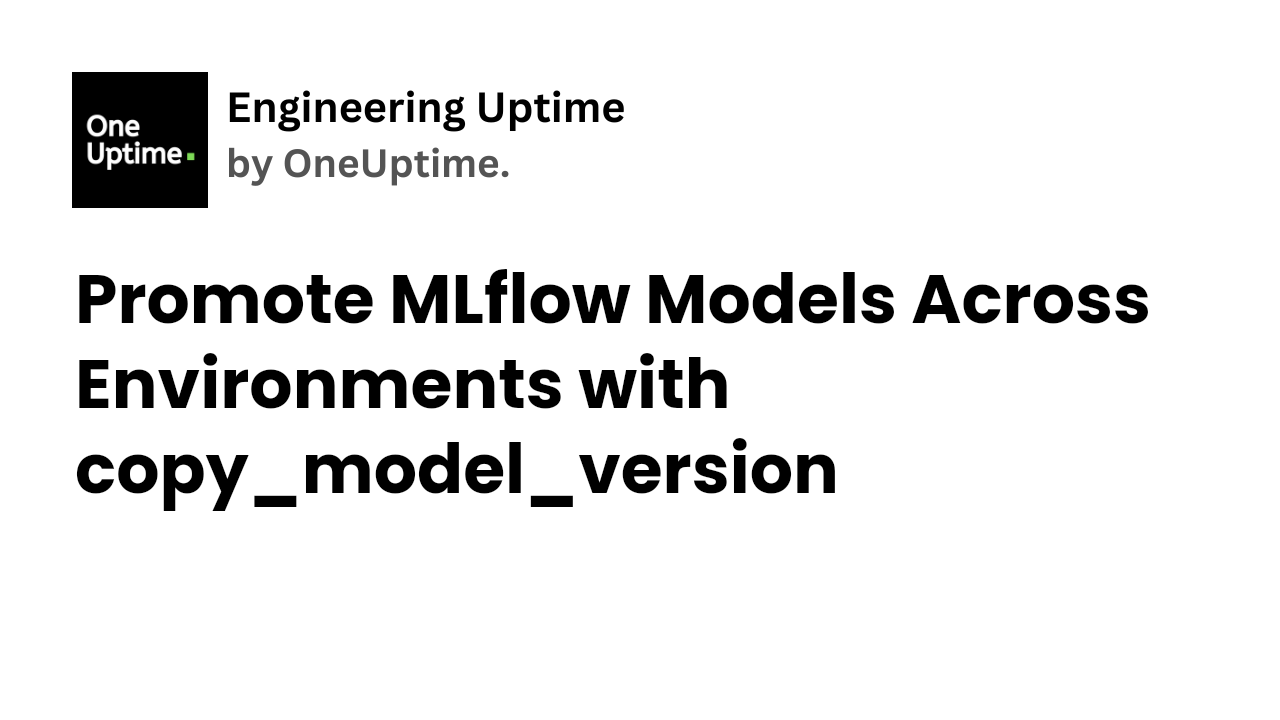 One
Uptime.
Engineering Uptime
by OneUptime.
Promote MLflow Models Across
Environments with
copy_model_version